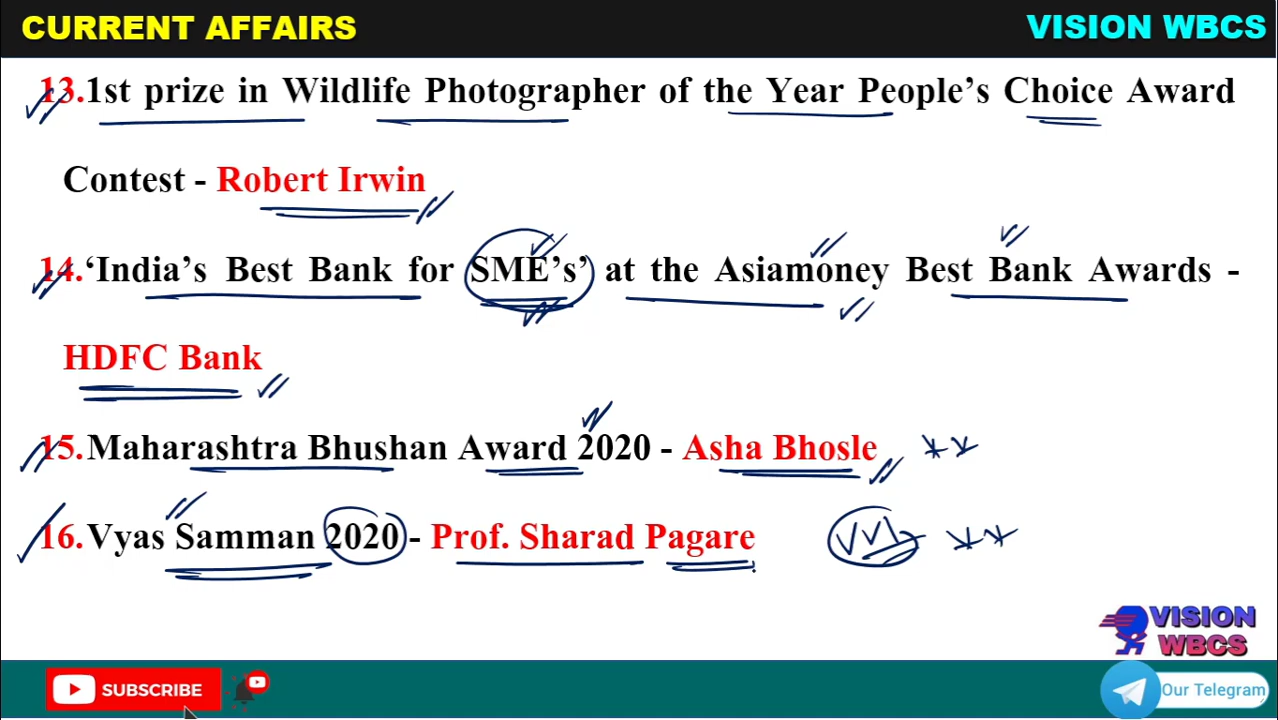 CURRENT AFFAIRS
VISION WBCS
13.1st prize in Wildlife Photographer of the Year People's Choice Award
Contest - Robert Irwin
14.‘India's Best Bank for SME's’ at the Asiamoney Best Bank Awards -
HDFC Bank
15.Maharashtra Bhushan Award 2020 - Asha Bhosle
16.Vyas Samman 2020 - Prof. Sharad Pagare
VISION
WBCS
SUBSCRIBE
Our Telegram